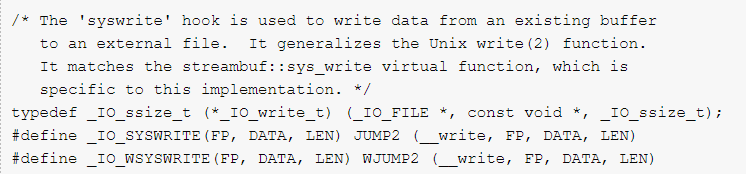 /* The 'syswrite' hook is used to write data from an existing buffer
to an external file.  It generalizes the Unix write(2) function.
It matches the streambuf::sys_write virtual function, which is
specific to this implementation. */
typedef _IO_ssize_t (*_IO_write_t) (_IO_FILE *, const void *, _IO_ssize_t);
#define _IO_SYSWRITE(FP, DATA, LEN) JUMP2 (__write, FP, DATA, LEN)
#define _IO_WSYSWRITE(FP, DATA, LEN) WJUMP2 (__write, FP, DATA, LEN)